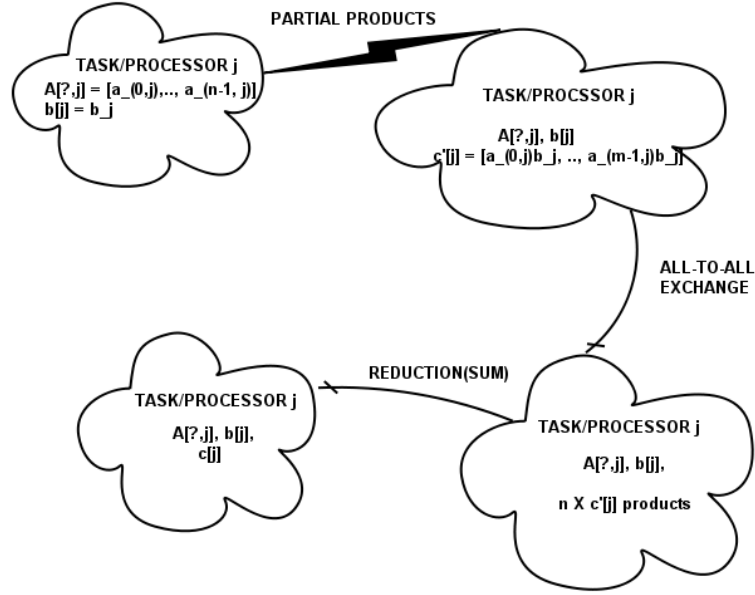 PARTIAL PRODUCTS
TASK/PROCESSOR j
A[?,j] = [a_(0,j),.., a_(n-1, j)]
b[j] = b_j
TASK/PROCSSOR j
A[?,j], b[j]
c'[j] = [a_(0,j)b_j, .., a_(m-1,j)b_j]
ALL-TO-ALL
EXCHANGE
REDUCTION(SUM)
TASK/PROCESSOR j
A[?,j], b[j],
c[j]
TASK/PROCESSOR j
A[?,j], b[j],
n X c'[j] products